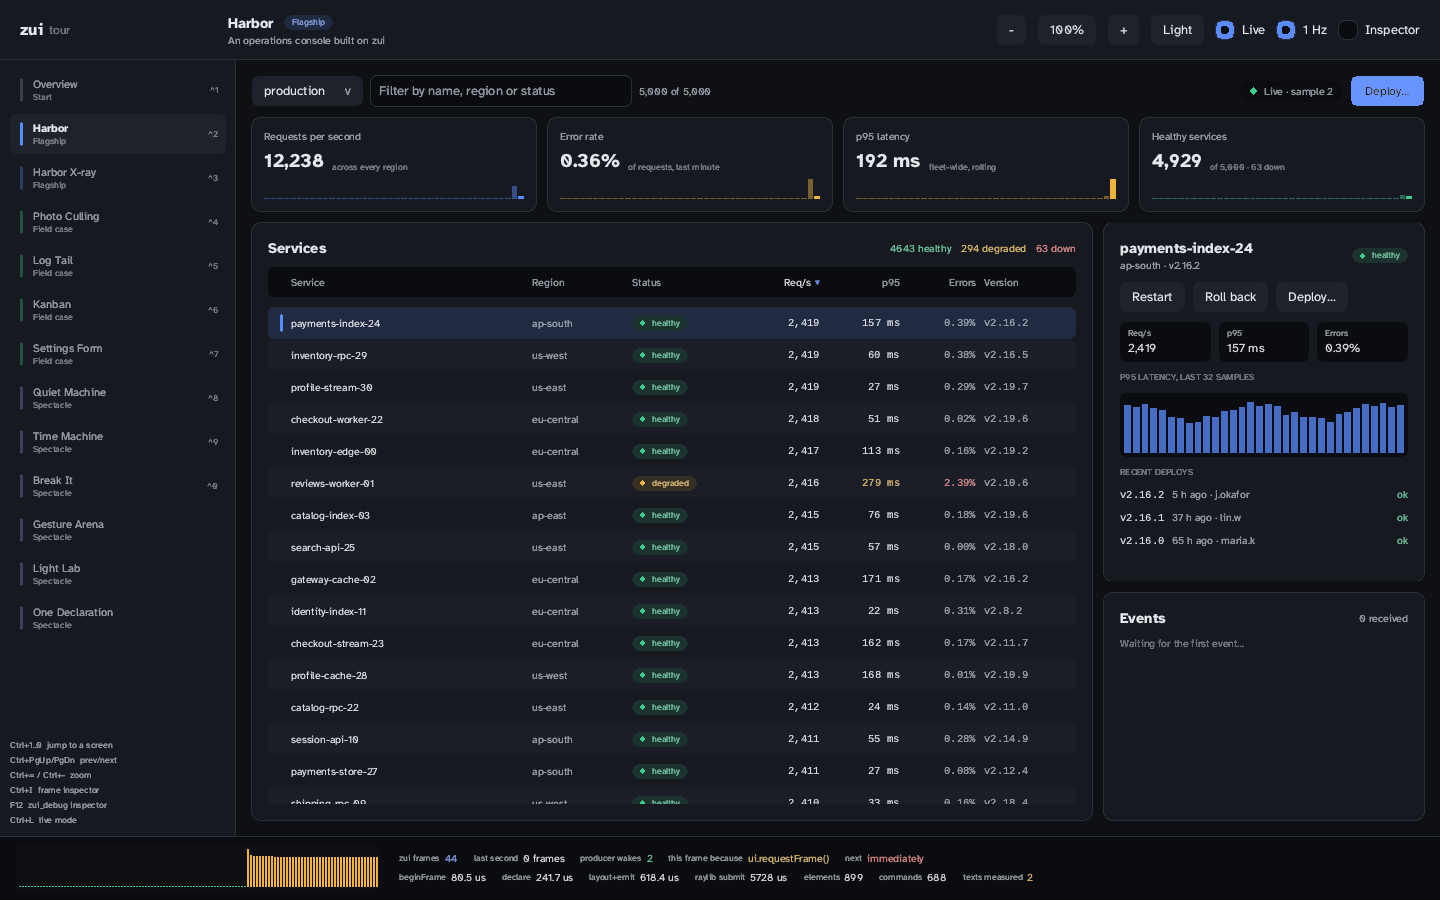 zui tour
Harbor Flagship
An operations console built on zui
- 100% + Light Live 1 Hz Inspector
Overview
Start
^1
Harbor
Flagship
^2
Harbor X-ray
Flagship
^3
Photo Culling
Field case
^4
Log Tail
Field case
^5
Kanban
Field case
^6
Settings Form
Field case
^7
Quiet Machine
Spectacle
^8
Time Machine
Spectacle
^9
Break It
Spectacle
^0
Gesture Arena
Spectacle
Light Lab
Spectacle
One Declaration
Spectacle
Ctrl+1..0 jump to a screen
Ctrl+PgUp/PgDn prev/next
Ctrl+= / Ctrl+- zoom
Ctrl+I frame inspector
F12 zui_debug inspector
Ctrl+L live mode
production v Filter by name, region or status 5,000 of 5,000 Live · sample 2 Deploy...
Requests per second
12,238 across every region
Error rate
0.36% of requests, last minute
p95 latency
192 ms fleet-wide, rolling
Healthy services
4,929 of 5,000 · 63 down
Services 4643 healthy 294 degraded 63 down
Service Region Status Req/s ▼ p95 Errors Version
payments-index-24 ap-south healthy 2,419 157 ms 0.39% v2.16.2
inventory-rpc-29 us-west healthy 2,419 60 ms 0.38% v2.16.5
profile-stream-30 us-east healthy 2,419 27 ms 0.29% v2.19.7
checkout-worker-22 eu-central healthy 2,418 51 ms 0.02% v2.19.6
inventory-edge-00 eu-central healthy 2,417 113 ms 0.16% v2.19.2
reviews-worker-01 us-east degraded 2,416 279 ms 2.39% v2.10.6
catalog-index-03 ap-east healthy 2,415 76 ms 0.18% v2.19.6
search-api-25 us-east healthy 2,415 57 ms 0.00% v2.18.0
gateway-cache-02 eu-central healthy 2,413 171 ms 0.17% v2.16.2
identity-index-11 eu-central healthy 2,413 22 ms 0.31% v2.8.2
checkout-stream-23 eu-central healthy 2,413 162 ms 0.17% v2.11.7
profile-cache-28 us-west healthy 2,413 168 ms 0.01% v2.10.9
catalog-rpc-22 us-east healthy 2,412 24 ms 0.14% v2.11.0
session-api-10 ap-south healthy 2,411 55 ms 0.28% v2.14.9
payments-store-27 ap-south healthy 2,411 27 ms 0.08% v2.12.4
shipping-rpc-09 us-west healthy 2,410 33 ms 0.16% v2.18.4
payments-index-24
ap-south · v2.16.2
healthy
Restart Roll back Deploy...
Req/s p95 Errors
2,419 157 ms 0.39%
P95 LATENCY, LAST 32 SAMPLES
RECENT DEPLOYS
v2.16.2 5 h ago · j.okafor ok
v2.16.1 37 h ago · lin.w ok
v2.16.0 65 h ago · maria.k ok
Events 0 received
Waiting for the first event...
zui frames 44 last second 0 frames producer wakes 2 this frame because ui.requestFrame() next immediately
beginFrame 80.5 us declare 241.7 us layout+emit 618.4 us raylib submit 5728 us elements 899 commands 688 texts measured 2